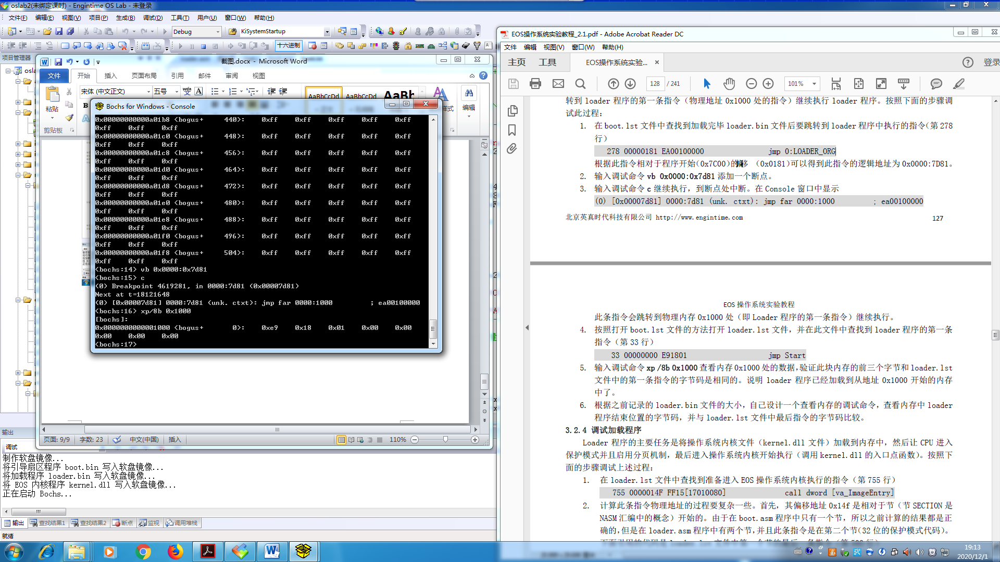 oslab2(未绑定课时) - Engintime OS Lab - 未登录
文件(F) 编辑(E) 视图(V) 项目(P) 生成(B) 调试(D) 工具(T) 用户(U) 窗口(W) 帮助(H)
Debug
KiSystemStartup
十六进制
项目管理器
截图.docx - Microsoft Word
文件 开始 插入 页面布局 引用 邮件 审阅 视图
宋体 (中文正文) 五号
粘贴
剪贴板
AaBbCcDd AaBbCcDd AaBb
编辑
Bochs for Windows - Console
0x00000000000a01b8 <bogus+ 440>: 0xff 0xff 0xff 0xff 0xff
0xff 0xff 0xff
0x00000000000a01c0 <bogus+ 448>: 0xff 0xff 0xff 0xff 0xff
0xff 0xff 0xff
0x00000000000a01c8 <bogus+ 456>: 0xff 0xff 0xff 0xff 0xff
0xff 0xff 0xff
0x00000000000a01d0 <bogus+ 464>: 0xff 0xff 0xff 0xff 0xff
0xff 0xff 0xff
0x00000000000a01d8 <bogus+ 472>: 0xff 0xff 0xff 0xff 0xff
0xff 0xff 0xff
0x00000000000a01e0 <bogus+ 480>: 0xff 0xff 0xff 0xff 0xff
0xff 0xff 0xff
0x00000000000a01e8 <bogus+ 488>: 0xff 0xff 0xff 0xff 0xff
0xff 0xff 0xff
0x00000000000a01f0 <bogus+ 496>: 0xff 0xff 0xff 0xff 0xff
0xff 0xff 0xff
0x00000000000a01f8 <bogus+ 504>: 0xff 0xff 0xff 0xff 0xff
0xff 0xff 0xff
<bochs:14> vb 0x0000:0x7d81
<bochs:15> c
(0) Breakpoint 4619281, in 0000:7d81 (0x00007d81)
Next at t=18121648
(0) [0x00007d81] 0000:7d81 (unk. ctxt): jmp far 0000:1000 ; ea00100000
<bochs:16> xp/8b 0x1000
[bochs]:
0x0000000000001000 <bogus+ 0>: 0xe9 0x18 0x01 0x00 0x00
0x00 0x00 0x00
<bochs:17>
页面: 9/9 字数: 23 中文(中国) 插入 110%
输出
调试
制作软盘镜像...
将引导扇区程序 boot.bin 写入软盘镜像...
将加载程序 loader.bin 写入软盘镜像...
将 EOS 内核程序 kernel.dll 写入软盘镜像...
正在启动 Bochs...
输出 查找结果1 查找结果2 断点 监视 调用堆栈
就绪
EOS操作系统实验教程_2.1.pdf - Adobe Acrobat Reader DC
文件 编辑 视图(V) 窗口(W) 帮助(H)
主页 工具 EOS操作系统实验... × 登录
128 / 241 101%
转到 loader 程序的第一条指令（物理地址 0x1000 处的指令）继续执行 loader 程序。按照下面的步骤调
试此过程：
1. 在 boot.lst 文件中查找到加载完毕 loader.bin 文件后要跳转到 loader 程序中执行的指令（第 278
行）
278 00000181 EA00100000 jmp 0:LOADER_ORG
根据此指令相对于程序开始（0x7C00）的偏移 （0x0181）可以得到此指令的逻辑地址为 0x0000:7D81。
2. 输入调试命令 vb 0x0000:0x7d81 添加一个断点。
3. 输入调试命令 c 继续执行，到断点处中断。在 Console 窗口中显示
(0) [0x00007d81] 0000:7d81 (unk. ctxt): jmp far 0000:1000 ; ea00100000
北京英真时代科技有限公司 http://www.engintime.com 127
EOS 操作系统实验教程
此条指令会跳转到物理内存 0x1000 处（即 Loader 程序的第一条指令）继续执行。
4. 按照打开 boot.lst 文件的方法打开 loader.lst 文件，并在此文件中查找到 loader 程序的第一条
指令（第 33 行）
33 00000000 E91801 jmp Start
5. 输入调试命令 xp /8b 0x1000 查看内存 0x1000 处的数据，验证此块内存的前三个字节和 loader.lst
文件中的第一条指令的字节码是相同的。说明 loader 程序已经加载到从地址 0x1000 开始的内存
中了。
6. 根据之前记录的 loader.bin 文件的大小，自己设计一个查看内存的调试命令，查看内存中 loader
程序结束位置的字节码，并与 loader.lst 文件中最后指令的字节码比较。
3.2.4 调试加载程序
Loader 程序的主要任务是将操作系统内核文件（kernel.dll 文件）加载到内存中，然后让 CPU 进入
保护模式并且启用分页机制，最后进入操作系统内核开始执行（调用 kernel.dll 的入口点函数）。按照下
面的步骤调试上述过程：
1. 在 loader.lst 文件中查找到准备进入 EOS 操作系统内核执行的指令（第 755 行）
755 0000014F FF15[17010080] call dword [va_ImageEntry]
2. 计算此条指令物理地址的过程要复杂一些。首先，其偏移地址 0x14f 是相对于节（节 SECTION 是
NASM 汇编中的概念）开始的。由于在 boot.asm 程序中只有一个节，所以之前计算的结果都是正
确的，但是在 loader.asm 程序中有两个节，并且此条指令是在第二个节（32 位的保护模式代码）。
19:13
2020/12/1